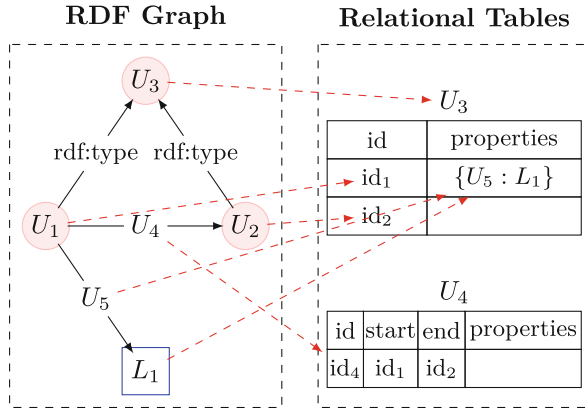 RDF Graph
U₃
rdf:type rdf:type
U₁ U₄ U₂
U₅
L₁
Relational Tables
U₃
id properties
id₁ {U₅ : L₁}
id₂
U₄
id start end properties
id₄ id₁ id₂